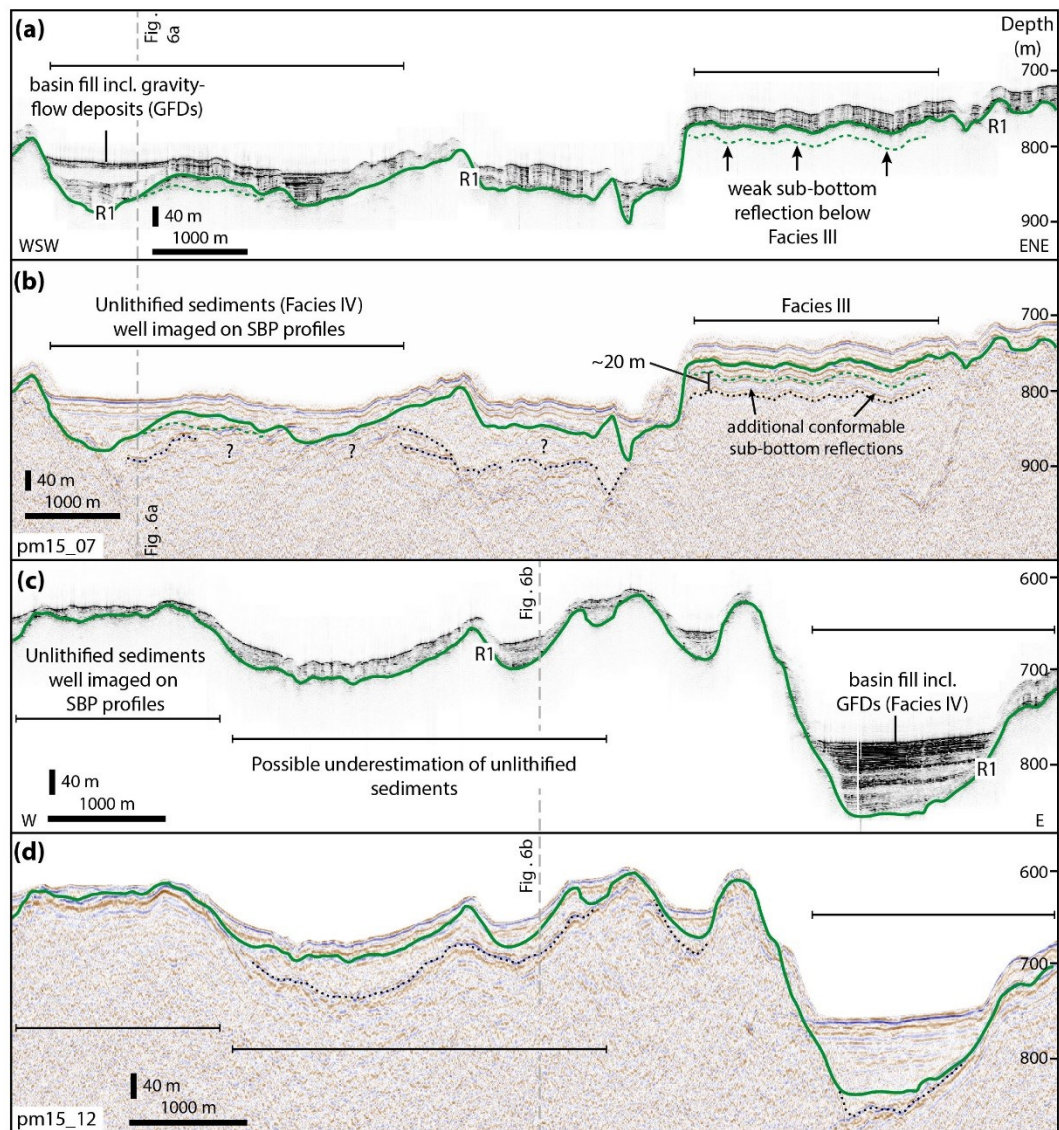 (a)
Fig.
6a
Depth
(m)
basin fill incl. gravity-
flow deposits (GFDs)
700
R1
R1
800
R1
weak sub-bottom
reflection below
Facies III
40 m
1000 m
900
WSW
ENE
(b)
Unlithified sediments (Facies IV)
well imaged on SBP profiles
Facies III
700
~20 m
800
additional conformable
sub-bottom reflections
?
?
?
900
40 m
1000 m
Fig. 6a
pm15_07
(c)
Fig. 6b
600
R1
Unlithified sediments
well imaged on
SBP profiles
700
basin fill incl.
GFDs (Facies IV)
Possible underestimation of unlithified
sediments
R1
800
40 m
1000 m
W
E
(d)
Fig. 6b
600
700
800
40 m
1000 m
pm15_12